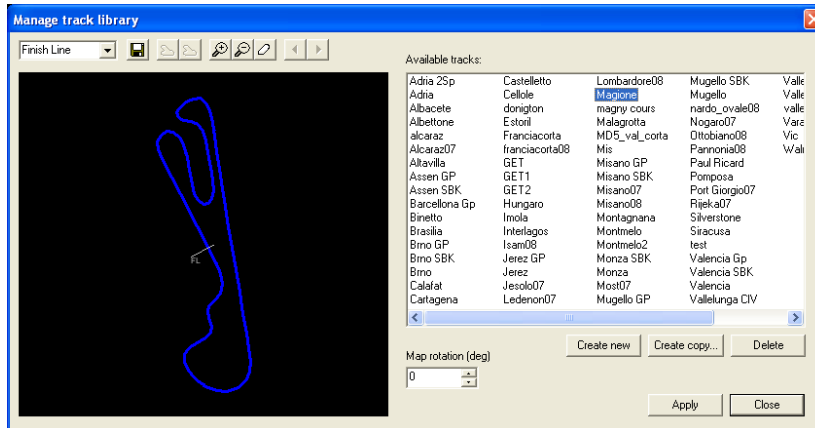 Manage track library
Finish Line
Available tracks:
Adria 2Sp Castelletto Lombardore08 Mugello SBK Valle
Adria Cellole Magione Mugello Valle
Albacete donigton magny cours nardo_ovale08 valle
Albettone Estoril Malagrotta Nogaro07 Vara
alcaraz Franciacorta MD5_val_corta Ottobiano08 Vic
Alcaraz07 franciacorta08 Mis Pannonia08 Wali
Altavilla GET Misano GP Paul Ricard
Assen GP GET1 Misano SBK Pomposa
Assen SBK GET2 Misano07 Port Giorgio07
Barcellona Gp Hungaro Misano08 Rijeka07
Binetto Imola Montagnana Silverstone
Brasilia Interlagos Montmelo Siracusa
Brno GP Isam08 Montmelo2 test
Brno SBK Jerez GP Monza SBK Valencia Gp
Brno Jerez Monza Valencia SBK
Calafat Jesolo07 Most07 Valencia
Cartagena Ledenon07 Mugello GP Vallelunga CIV
FL
Create new Create copy... Delete
Map rotation (deg)
0
Apply Close